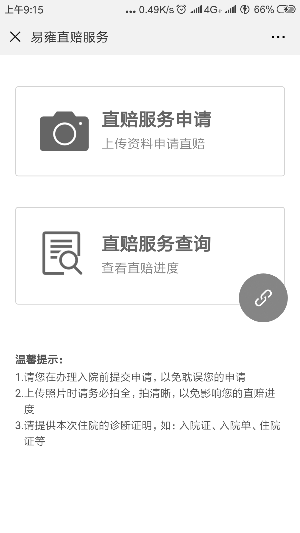 上午9:15 ... 0.49K/s 4G 66%
易雍直赔服务
直赔服务申请
上传资料申请直赔
直赔服务查询
查看直赔进度
温馨提示：
1.请您在办理入院前提交申请，以免耽误您的申请
2.上传照片时请务必拍全，拍清晰，以免影响您的直赔进
度
3.请提供本次住院的诊断证明，如：入院证、入院单、住院
证等